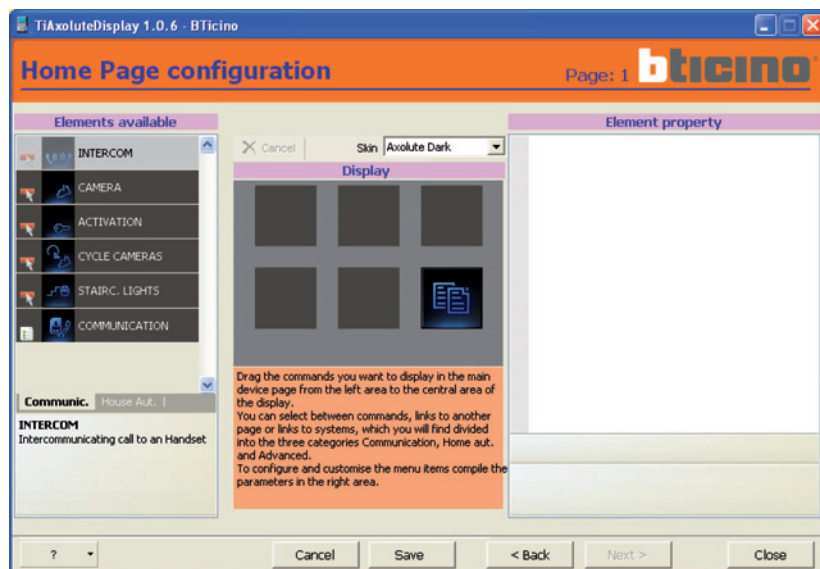 TiAxoluteDisplay 1.0.6 - BTicino
Home Page configuration
Page: 1
bticino
Elements available
INTERCOM
CAMERA
ACTIVATION
CYCLE CAMERAS
STAIRC. LIGHTS
COMMUNICATION
Communic. House Aut.
INTERCOM
Intercommunicating call to an Handset
Cancel Skin Axolute Dark
Display
Drag the commands you want to display in the main
device page from the left area to the central area of
the display.
You can select between commands, links to another
page or links to systems, which you will find divided
into the three categories Communication, Home aut.
and Advanced.
To configure and customise the menu items compile the
parameters in the right area.
Element property
? Cancel Save < Back Next > Close